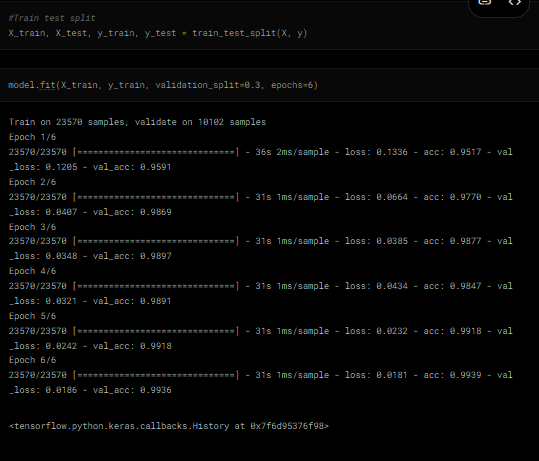 #Train test split
X_train, X_test, y_train, y_test = train_test_split(X, y)
model.fit(X_train, y_train, validation_split=0.3, epochs=6)
Train on 23570 samples, validate on 10102 samples
Epoch 1/6
23570/23570 [==============================] - 36s 2ms/sample - loss: 0.1336 - acc: 0.9517 - val
_loss: 0.1205 - val_acc: 0.9591
Epoch 2/6
23570/23570 [==============================] - 31s 1ms/sample - loss: 0.0664 - acc: 0.9770 - val
_loss: 0.0407 - val_acc: 0.9869
Epoch 3/6
23570/23570 [==============================] - 31s 1ms/sample - loss: 0.0385 - acc: 0.9877 - val
_loss: 0.0348 - val_acc: 0.9897
Epoch 4/6
23570/23570 [==============================] - 31s 1ms/sample - loss: 0.0434 - acc: 0.9847 - val
_loss: 0.0321 - val_acc: 0.9891
Epoch 5/6
23570/23570 [==============================] - 31s 1ms/sample - loss: 0.0232 - acc: 0.9918 - val
_loss: 0.0242 - val_acc: 0.9918
Epoch 6/6
23570/23570 [==============================] - 31s 1ms/sample - loss: 0.0181 - acc: 0.9939 - val
_loss: 0.0186 - val_acc: 0.9936
<tensorflow.python.keras.callbacks.History at 0x7f6d95376f98>